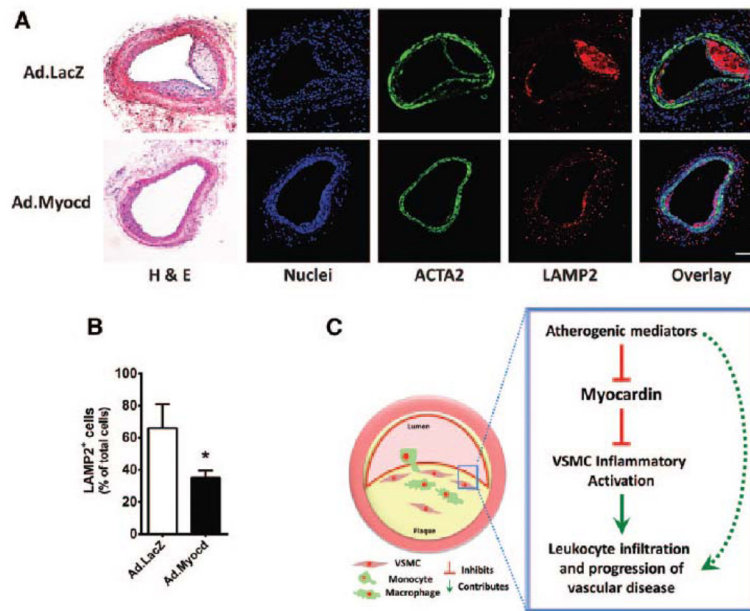 A
Ad.LacZ
Ad.Myocd
H & E
Nuclei
ACTA2
LAMP2
Overlay
B
LAMP2+ cells
(% of total cells)
100
80
60
40
20
0
*
Ad.LacZ
Ad.Myocd
C
Lumen
Plaque
VSMC
Monocyte
Macrophage
Inhibits
Contributes
Atherogenic mediators
Myocardin
VSMC Inflammatory
Activation
Leukocyte infiltration
and progression of
vascular disease